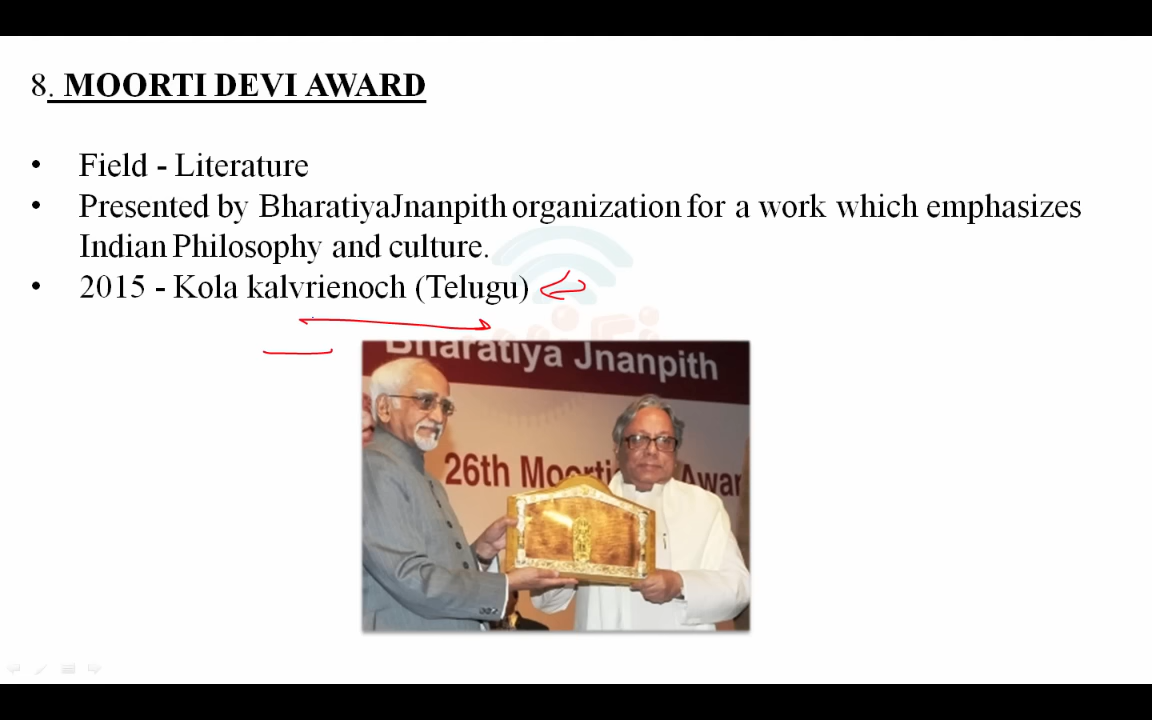 8. MOORTI DEVI AWARD
• Field - Literature
• Presented by BharatiyaJnanpith organization for a work which emphasizes
Indian Philosophy and culture.
• 2015 - Kola kalvrienoch (Telugu)
Bharatiya Jnanpith
26th Moorti Awar